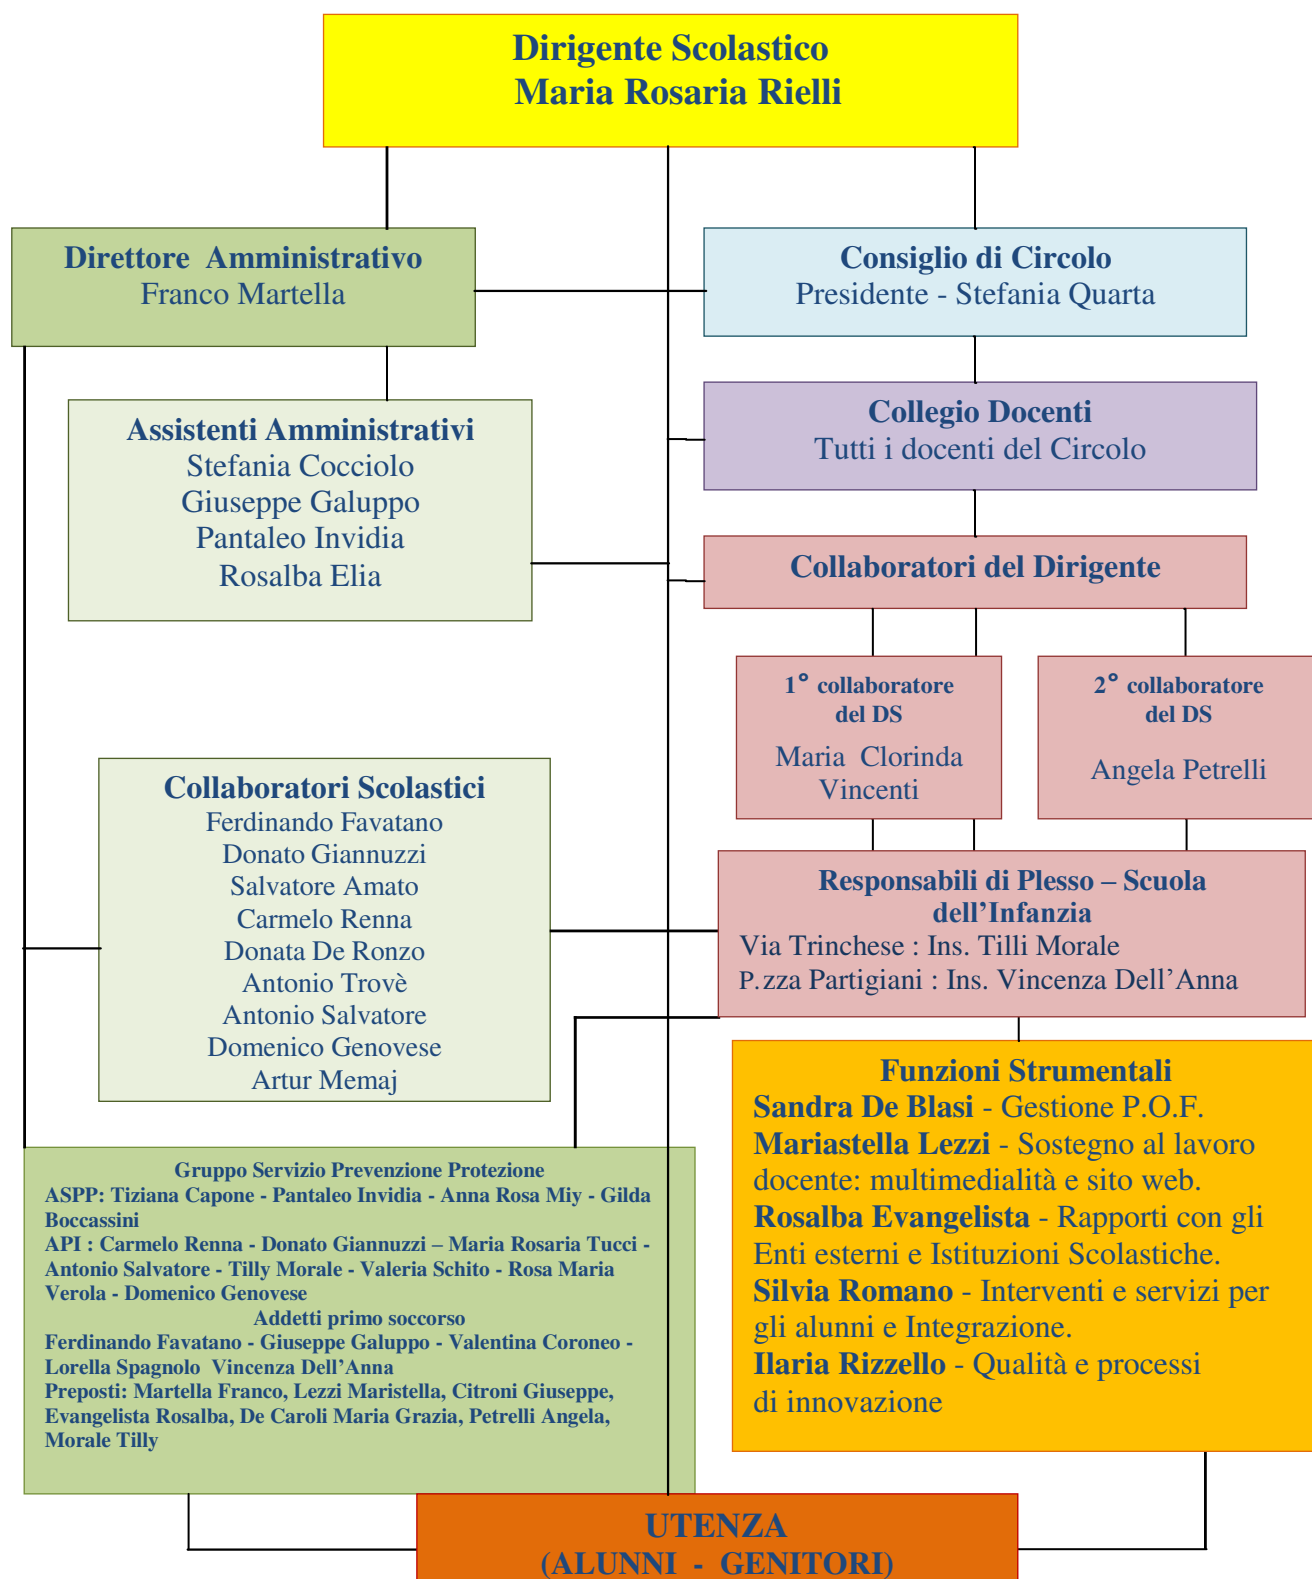 Dirigente Scolastico
Maria Rosaria Rielli
Direttore Amministrativo
Franco Martella
Consiglio di Circolo
Presidente - Stefania Quarta
Assistenti Amministrativi
Stefania Cocciolo
Giuseppe Galuppo
Pantaleo Invidia
Rosalba Elia
Collegio Docenti
Tutti i docenti del Circolo
Collaboratori del Dirigente
1° collaboratore
del DS
Maria Clorinda
Vincenti
2° collaboratore
del DS
Angela Petrelli
Collaboratori Scolastici
Ferdinando Favatano
Donato Giannuzzi
Salvatore Amato
Carmelo Renna
Donata De Ronzo
Antonio Trovè
Antonio Salvatore
Domenico Genovese
Artur Memaj
Responsabili di Plesso – Scuola
dell’Infanzia
Via Trinchese : Ins. Tilli Morale
P.zza Partigiani : Ins. Vincenza Dell’Anna
Funzioni Strumentali
Sandra De Blasi - Gestione P.O.F.
Mariastella Lezzi - Sostegno al lavoro
docente: multimedialità e sito web.
Rosalba Evangelista - Rapporti con gli
Enti esterni e Istituzioni Scolastiche.
Silvia Romano - Interventi e servizi per
gli alunni e Integrazione.
Ilaria Rizzello - Qualità e processi
di innovazione
Gruppo Servizio Prevenzione Protezione
ASPP: Tiziana Capone - Pantaleo Invidia - Anna Rosa Miy - Gilda
Boccassini
API : Carmelo Renna - Donato Giannuzzi – Maria Rosaria Tucci -
Antonio Salvatore - Tilly Morale - Valeria Schito - Rosa Maria
Verola - Domenico Genovese
Addetti primo soccorso
Ferdinando Favatano - Giuseppe Galuppo - Valentina Coroneo -
Lorella Spagnolo Vincenza Dell’Anna
Preposti: Martella Franco, Lezzi Maristella, Citroni Giuseppe,
Evangelista Rosalba, De Caroli Maria Grazia, Petrelli Angela,
Morale Tilly
UTENZA
(ALUNNI - GENITORI)